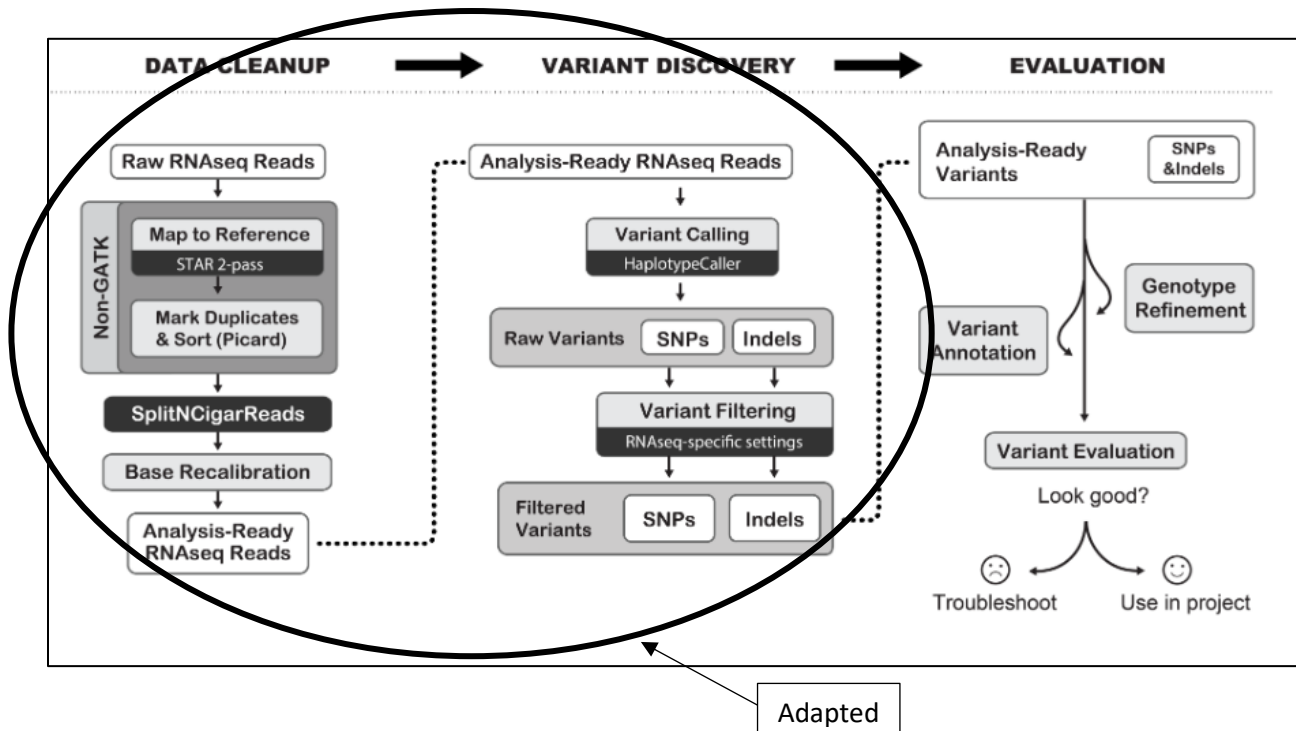 DATA CLEANUP
VARIANT DISCOVERY
EVALUATION
Raw RNAseq Reads
Non-GATK
Map to Reference
STAR 2-pass
Mark Duplicates
& Sort (Picard)
SplitNCigarReads
Base Recalibration
Analysis-Ready
RNAseq Reads
Analysis-Ready RNAseq Reads
Variant Calling
HaplotypeCaller
Raw Variants
SNPs
Indels
Variant Filtering
RNAseq-specific settings
Filtered
Variants
SNPs
Indels
Analysis-Ready
Variants
SNPs
&Indels
Genotype
Refinement
Variant
Annotation
Variant Evaluation
Look good?
Troubleshoot
Use in project
Adapted